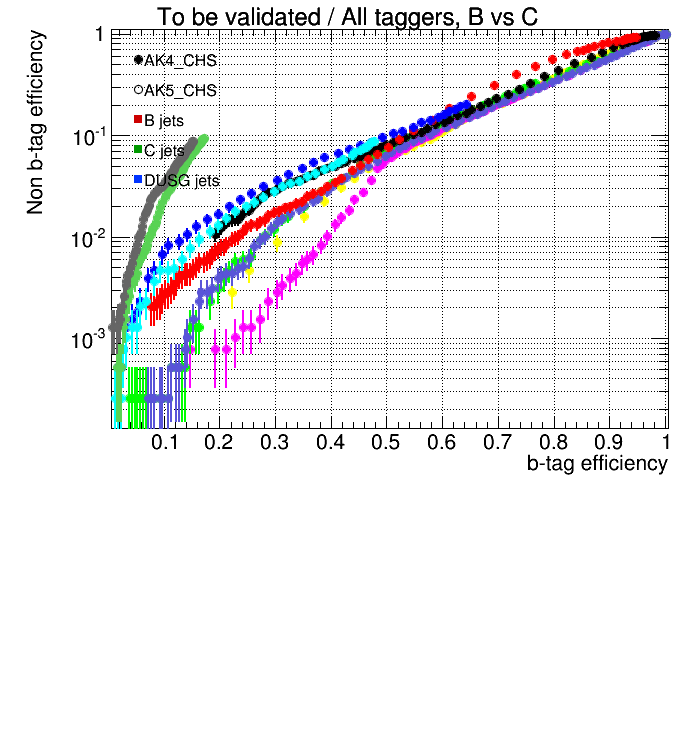 To be validated / All taggers, B vs C
Non b-tag efficiency
1
10^-1
10^-2
10^-3
AK4_CHS
AK5_CHS
B jets
C jets
DUSG jets
0.1 0.2 0.3 0.4 0.5 0.6 0.7 0.8 0.9 1
b-tag efficiency